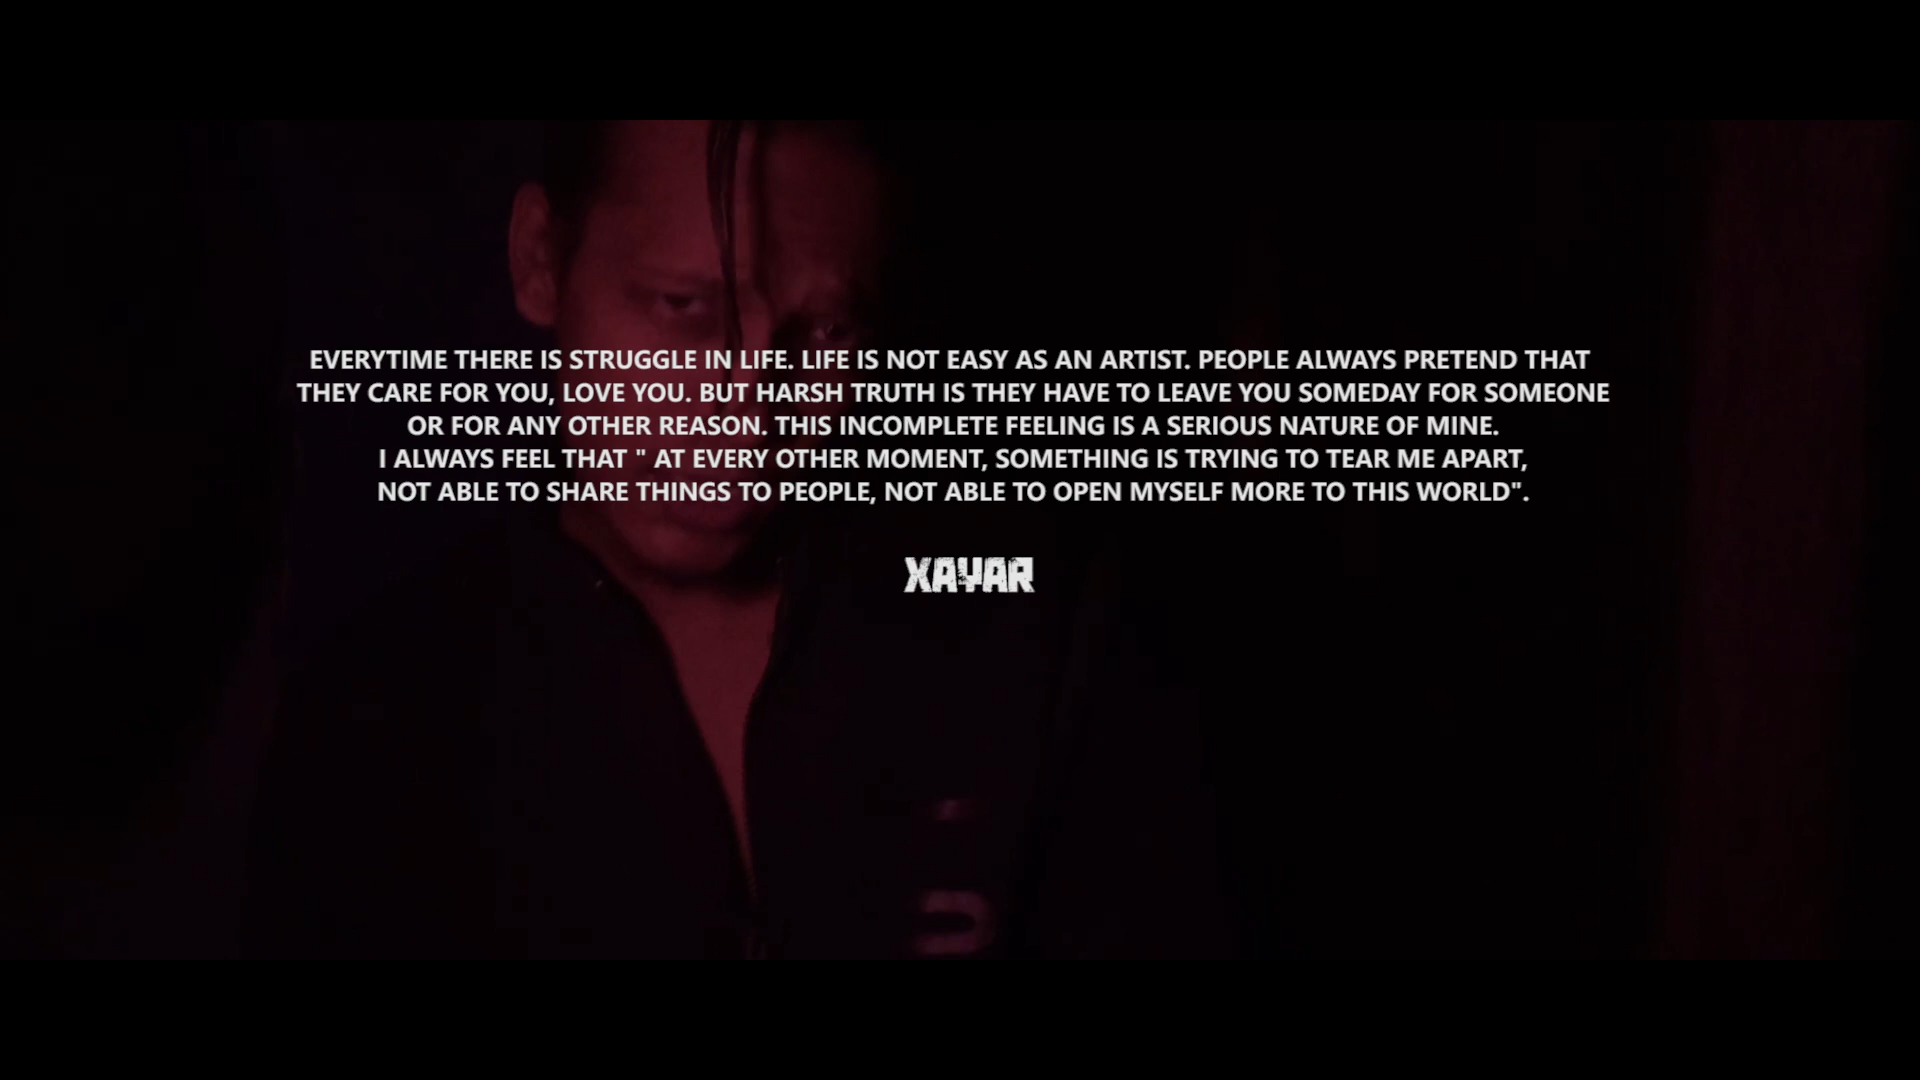 EVERYTIME THERE IS STRUGGLE IN LIFE. LIFE IS NOT EASY AS AN ARTIST. PEOPLE ALWAYS PRETEND THAT
THEY CARE FOR YOU, LOVE YOU. BUT HARSH TRUTH IS THEY HAVE TO LEAVE YOU SOMEDAY FOR SOMEONE
OR FOR ANY OTHER REASON. THIS INCOMPLETE FEELING IS A SERIOUS NATURE OF MINE.
I ALWAYS FEEL THAT " AT EVERY OTHER MOMENT, SOMETHING IS TRYING TO TEAR ME APART,
NOT ABLE TO SHARE THINGS TO PEOPLE, NOT ABLE TO OPEN MYSELF MORE TO THIS WORLD".
XAYAR